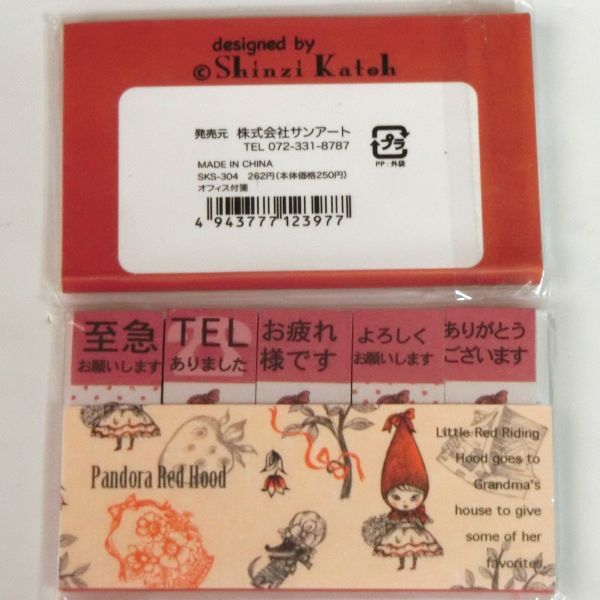 designed by
© Shinzi Katoh
発売元 株式会社サンアート
TEL 072-331-8787
MADE IN CHINA
SKS-304 262円(本体価格250円)
オフィス付箋
プラ
PP:外袋
4 943777 123977
至急
お願いします
TEL
ありました
お疲れ
様です
よろしく
お願いします
ありがとう
ございます
Pandora Red Hood
Little Red Riding
Hood goes to
Grandma's
house to give
some of her
favorites